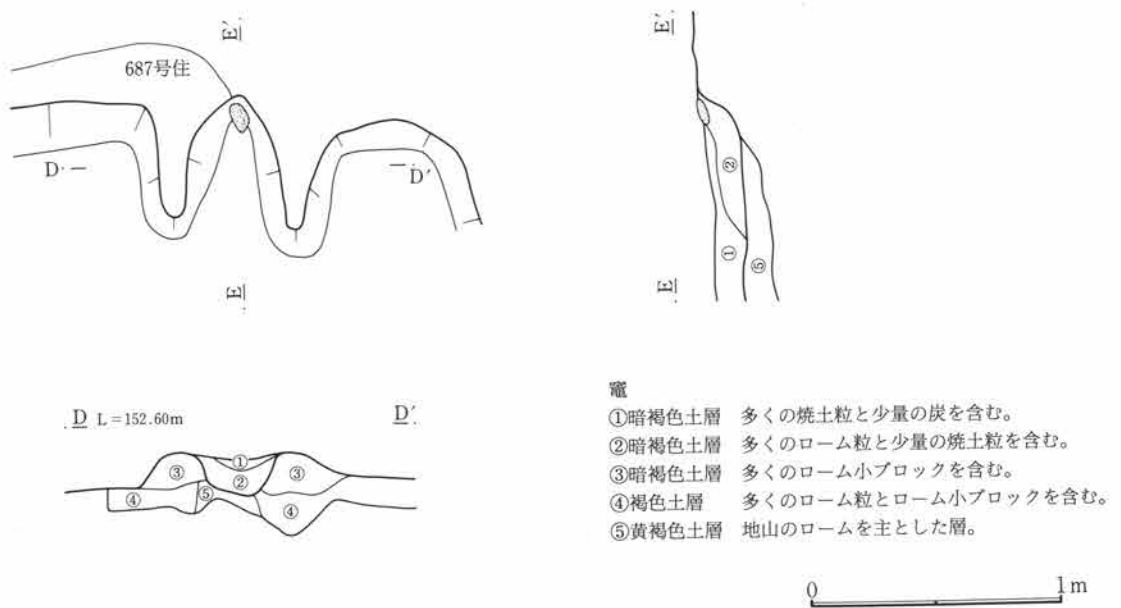 E′
687号住
D
D′
E
E′
②
①
⑤
E
D L=152.60m D′
③ ① ② ③
④ ⑤ ④
竈
①暗褐色土層 多くの焼土粒と少量の炭を含む。
②暗褐色土層 多くのローム粒と少量の焼土粒を含む。
③暗褐色土層 多くのローム小ブロックを含む。
④褐色土層 多くのローム粒とローム小ブロックを含む。
⑤黄褐色土層 地山のロームを主とした層。
0 1m